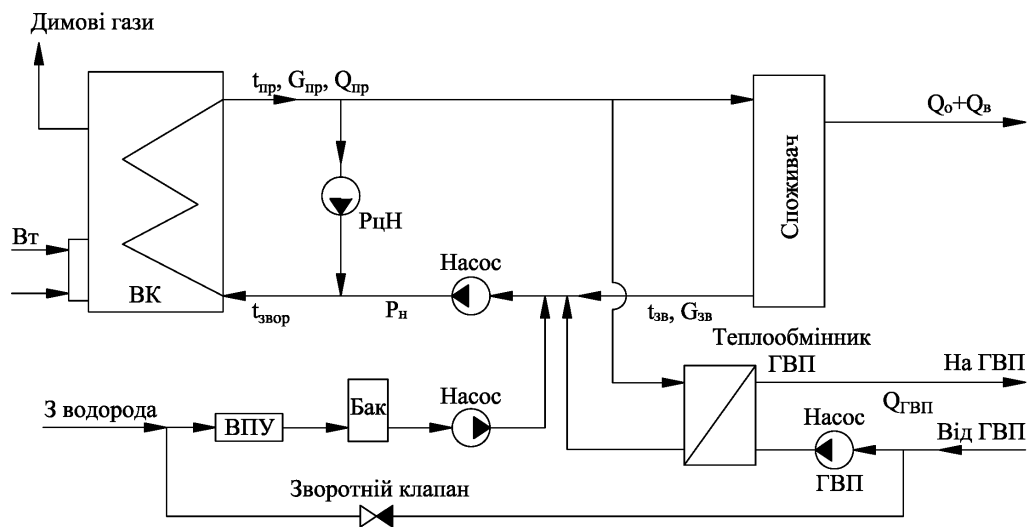 Димові гази
tпр, Gпр, Qпр
Qо+Qв
Споживач
РцН
Вт
ВК
Насос
tзвор
Рн
tзв, Gзв
Теплообмінник
ГВП
На ГВП
З водорода
ВПУ
Бак
Насос
QГВП
Насос
ГВП
Від ГВП
Зворотній клапан